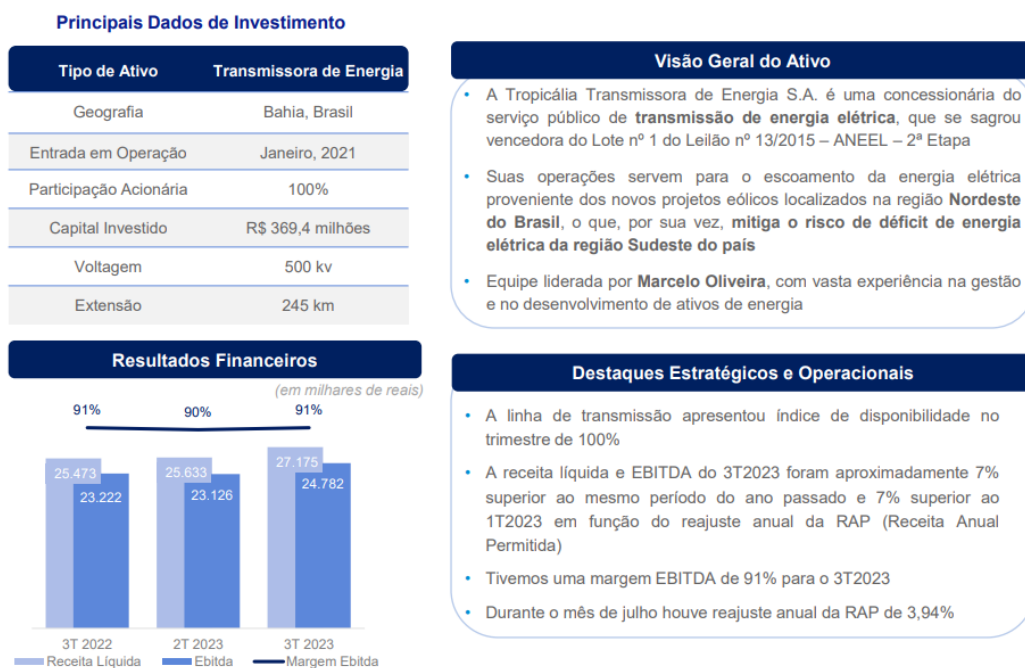 Principais Dados de Investimento
Tipo de Ativo Transmissora de Energia
Geografia Bahia, Brasil
Entrada em Operação Janeiro, 2021
Participação Acionária 100%
Capital Investido R$ 369,4 milhões
Voltagem 500 kv
Extensão 245 km
Resultados Financeiros
(em milhares de reais)
91% 90% 91%
25.473 25.633 27.175
23.222 23.126 24.782
3T 2022 2T 2023 3T 2023
Receita Líquida Ebitda Margem Ebitda
Visão Geral do Ativo
• A Tropicália Transmissora de Energia S.A. é uma concessionária do
serviço público de transmissão de energia elétrica, que se sagrou
vencedora do Lote nº 1 do Leilão nº 13/2015 – ANEEL – 2ª Etapa
• Suas operações servem para o escoamento da energia elétrica
proveniente dos novos projetos eólicos localizados na região Nordeste
do Brasil, o que, por sua vez, mitiga o risco de déficit de energia
elétrica da região Sudeste do país
• Equipe liderada por Marcelo Oliveira, com vasta experiência na gestão
e no desenvolvimento de ativos de energia
Destaques Estratégicos e Operacionais
• A linha de transmissão apresentou índice de disponibilidade no
trimestre de 100%
• A receita líquida e EBITDA do 3T2023 foram aproximadamente 7%
superior ao mesmo período do ano passado e 7% superior ao
1T2023 em função do reajuste anual da RAP (Receita Anual
Permitida)
• Tivemos uma margem EBITDA de 91% para o 3T2023
• Durante o mês de julho houve reajuste anual da RAP de 3,94%